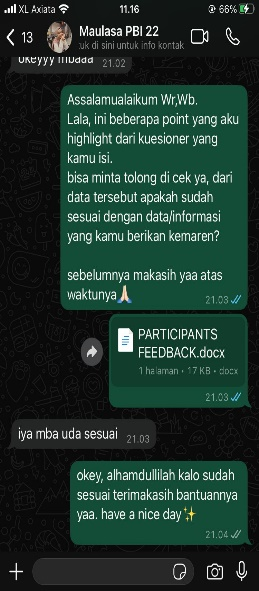 XL Axiata
11.16
66%
13
Maulasa PBI 22
tuk di sini untuk info kontak
okeyyy mbaaa
21.02
Assalamualaikum Wr,Wb.
Lala, ini beberapa point yang aku
highlight dari kuesioner yang
kamu isi.
bisa minta tolong di cek ya, dari
data tersebut apakah sudah
sesuai dengan data/informasi
yang kamu berikan kemaren?
sebelumnya makasih yaa atas
waktunya🙏🏻
21.03
PARTICIPANTS
FEEDBACK.docx
1 halaman • 17 KB • docx
21.03
iya mba uda sesuai
21.03
okey, alhamdullilah kalo sudah
sesuai terimakasih bantuannya
yaa. have a nice day✨
21.04